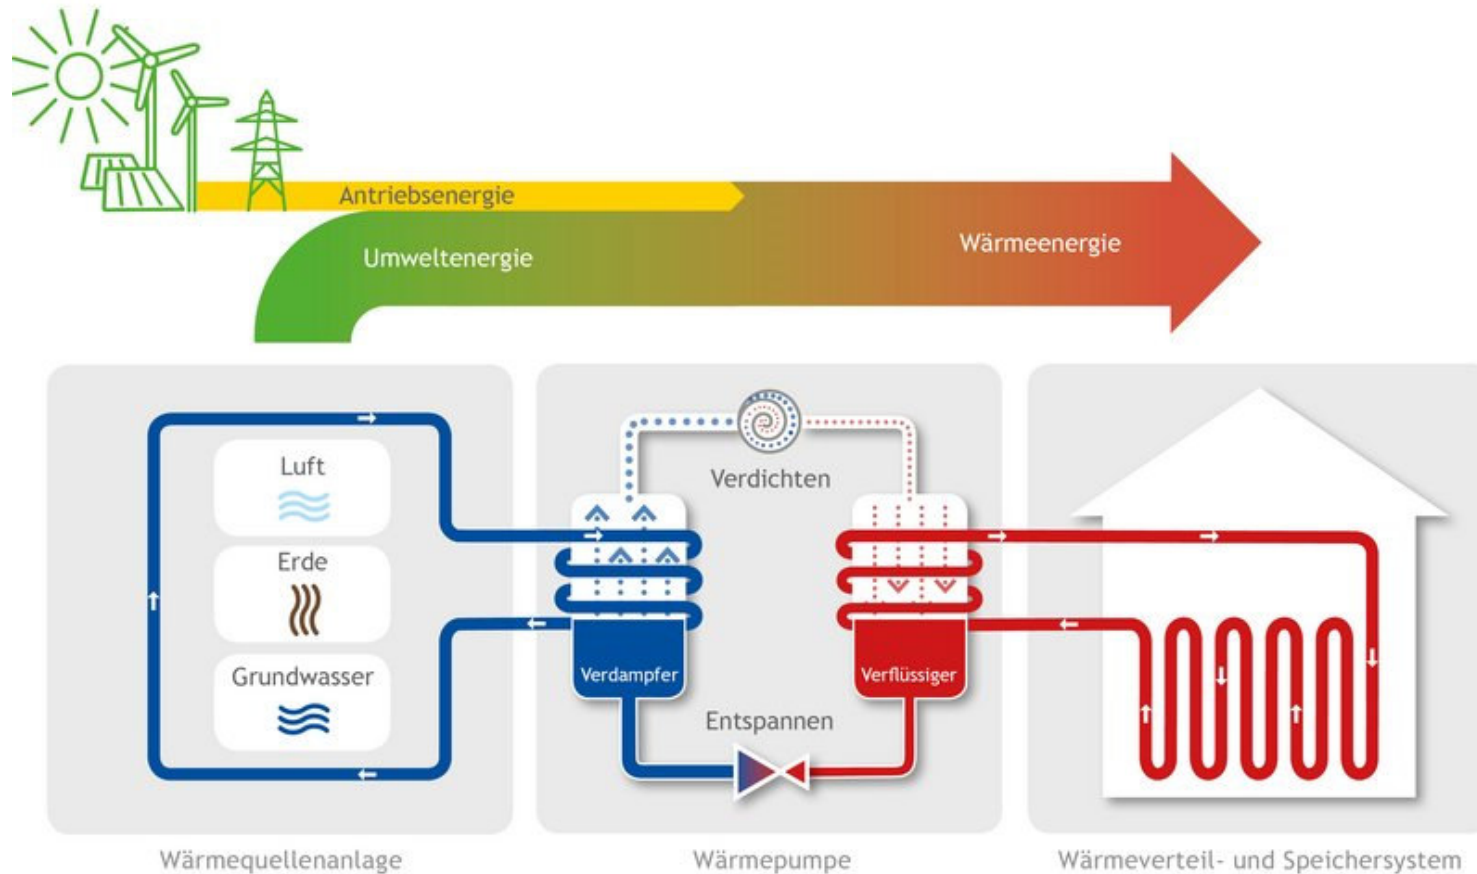 Antriebsenergie
Umweltenergie
Wärmeenergie
Luft
Erde
Grundwasser
Verdichten
Verdampfer
Verflüssiger
Entspannen
Wärmequellenanlage
Wärmepumpe
Wärmeverteil- und Speichersystem